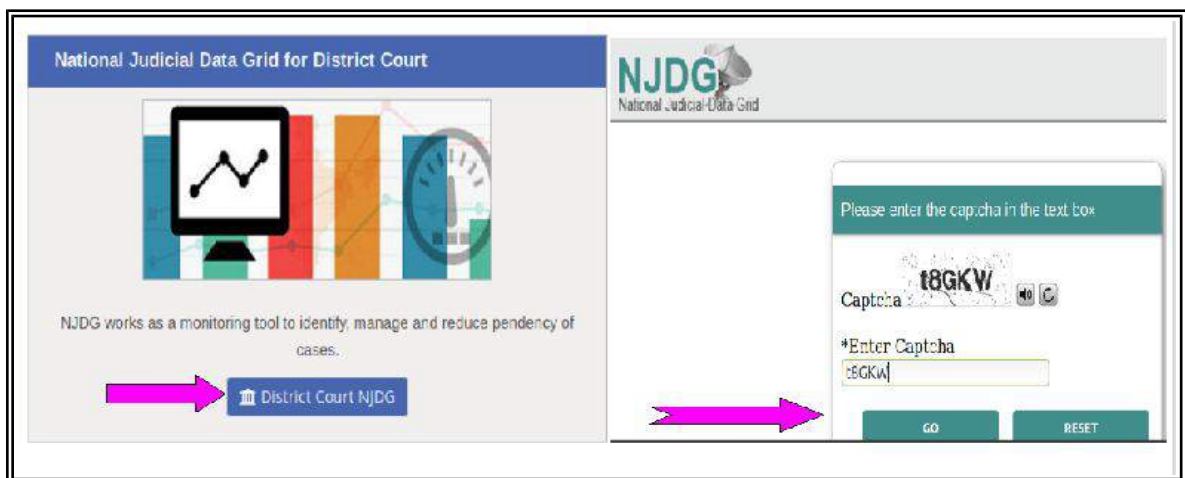 National Judicial Data Grid for District Court
NJDG works as a monitoring tool to identify, manage and reduce pendency of
cases.
District Court NJDG
NJDG
National Judicial Data Grid
Please enter the captcha in the text box
Captcha t8GKW
*Enter Captcha
t8GKW
GO RESET